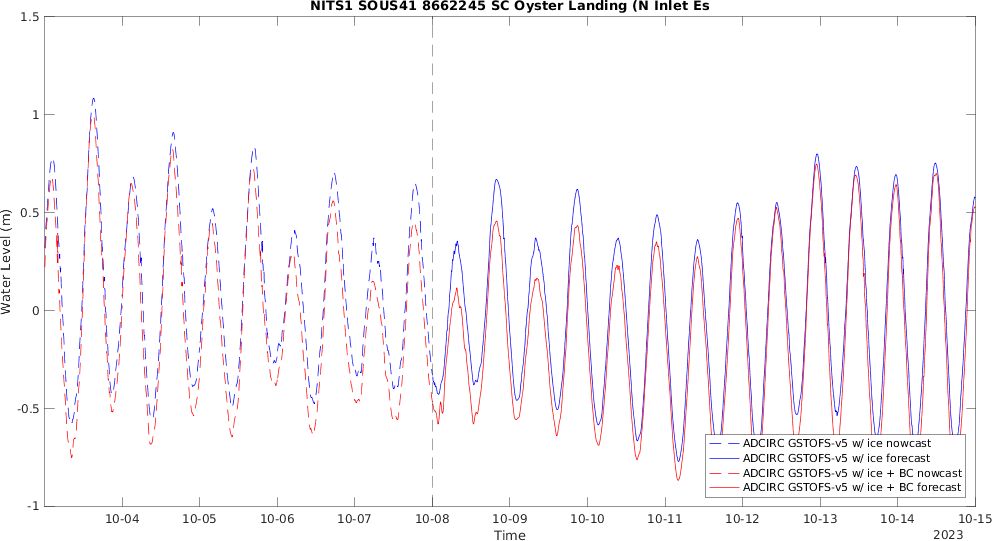 NITS1 SOUS41 8662245 SC Oyster Landing (N Inlet Es
1.5
1
0.5
0
-0.5
-1
Water Level (m)
10-04 10-05 10-06 10-07 10-08 10-09 10-10 10-11 10-12 10-13 10-14 10-15
Time
2023
ADCIRC GSTOFS-v5 w/ ice nowcast
ADCIRC GSTOFS-v5 w/ ice forecast
ADCIRC GSTOFS-v5 w/ ice + BC nowcast
ADCIRC GSTOFS-v5 w/ ice + BC forecast